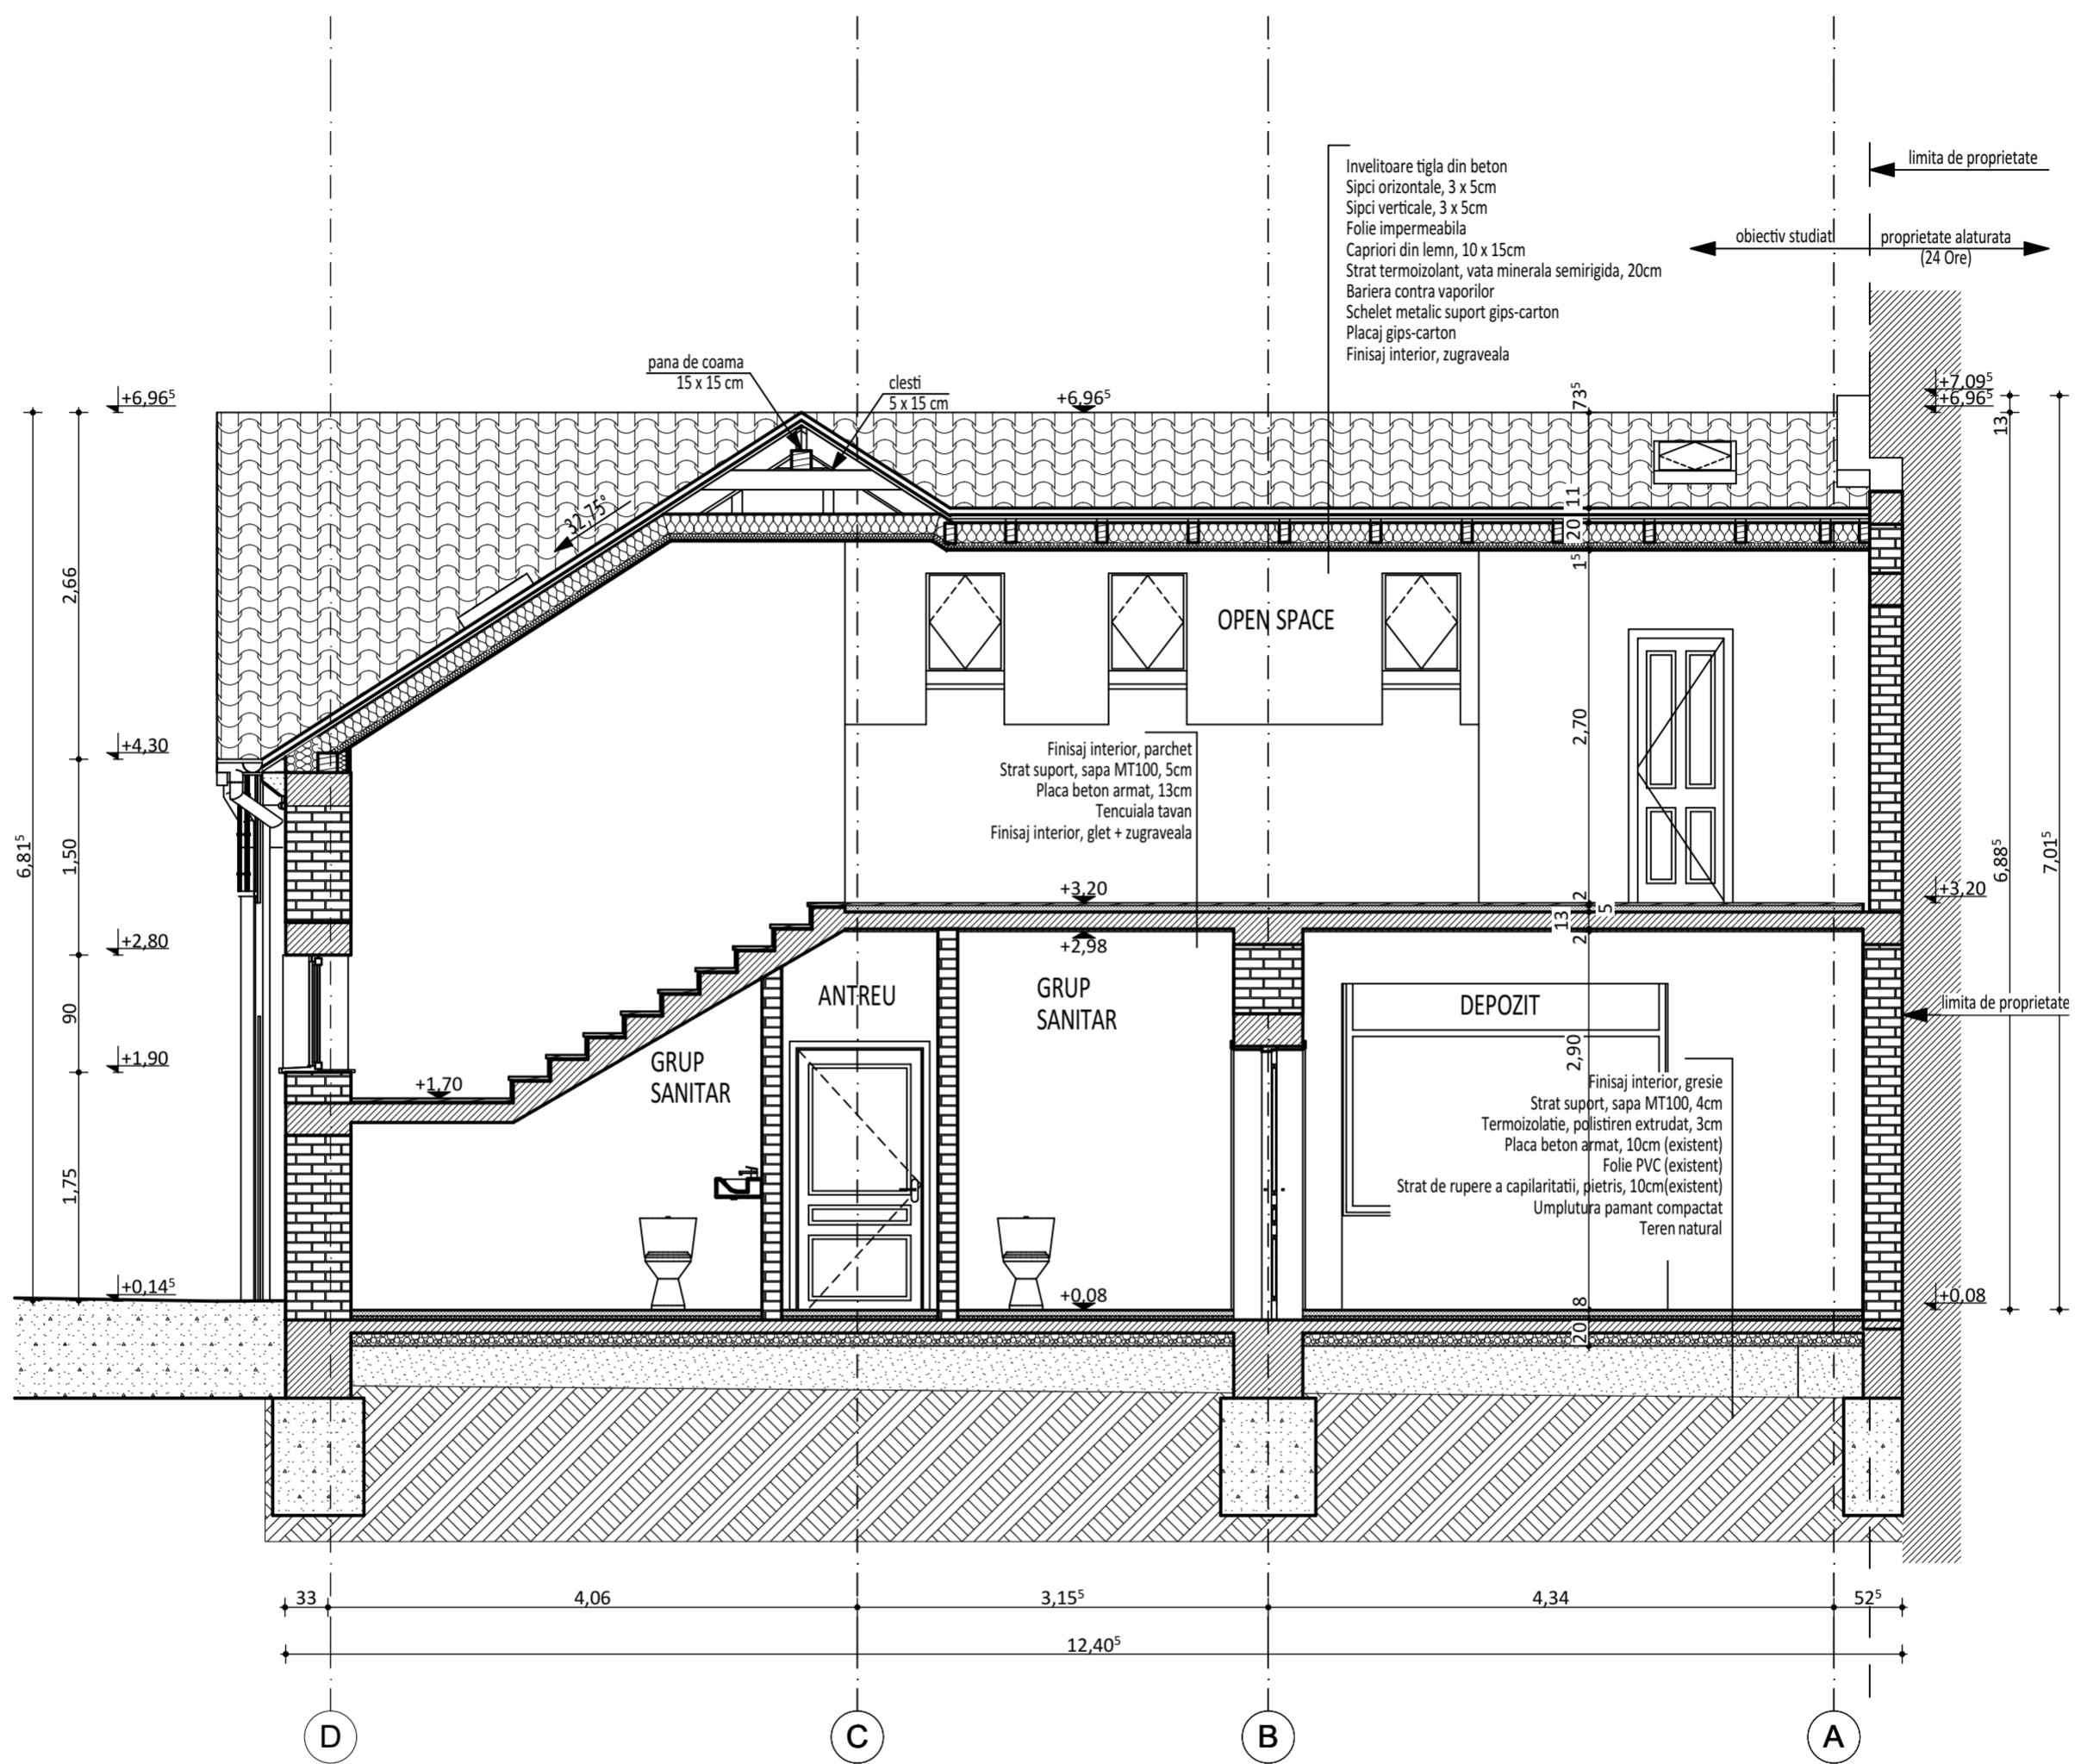 limita de proprietate
Invelitoare tigla din beton
Sipci orizontale, 3 x 5cm
Sipci verticale, 3 x 5cm
Folie impermeabila
Capriori din lemn, 10 x 15cm
Strat termoizolant, vata minerala semirigida, 20cm
Bariera contra vaporilor
Schelet metalic suport gips-carton
Placaj gips-carton
Finisaj interior, zugraveala
obiectiv studiat
proprietate alaturata
(24 Ore)
pana de coama
15 x 15 cm
clesti
5 x 15 cm
+6,96⁵
+6,96⁵
73⁵
+7,09⁵
+6,96⁵
13
32,75°
11
20
1⁵
2,66
OPEN SPACE
2,70
+4,30
Finisaj interior, parchet
Strat suport, sapa MT100, 5cm
Placa beton armat, 13cm
Tencuiala tavan
Finisaj interior, glet + zugraveala
6,81⁵
1,50
6,88⁵
7,01⁵
+3,20
2
5
13
2
+3,20
+2,80
+2,98
ANTREU
GRUP
SANITAR
DEPOZIT
limita de proprietate
90
2,90
+1,90
GRUP
SANITAR
+1,70
Finisaj interior, gresie
Strat suport, sapa MT100, 4cm
Termoizolatie, polistiren extrudat, 3cm
Placa beton armat, 10cm (existent)
Folie PVC (existent)
Strat de rupere a capilaritatii, pietris, 10cm(existent)
Umplutura pamant compactat
Teren natural
1,75
+0,14⁵
+0,08
8
+0,08
20
33
4,06
3,15⁵
4,34
52⁵
12,40⁵
D
C
B
A